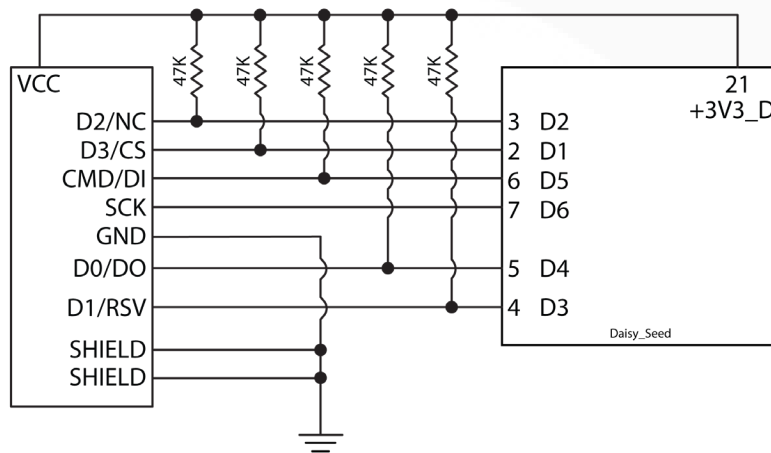 47K
47K
47K
47K
47K
VCC
21
+3V3_D
D2/NC
3 D2
D3/CS
2 D1
CMD/DI
6 D5
SCK
7 D6
GND
D0/DO
5 D4
D1/RSV
4 D3
Daisy_Seed
SHIELD
SHIELD